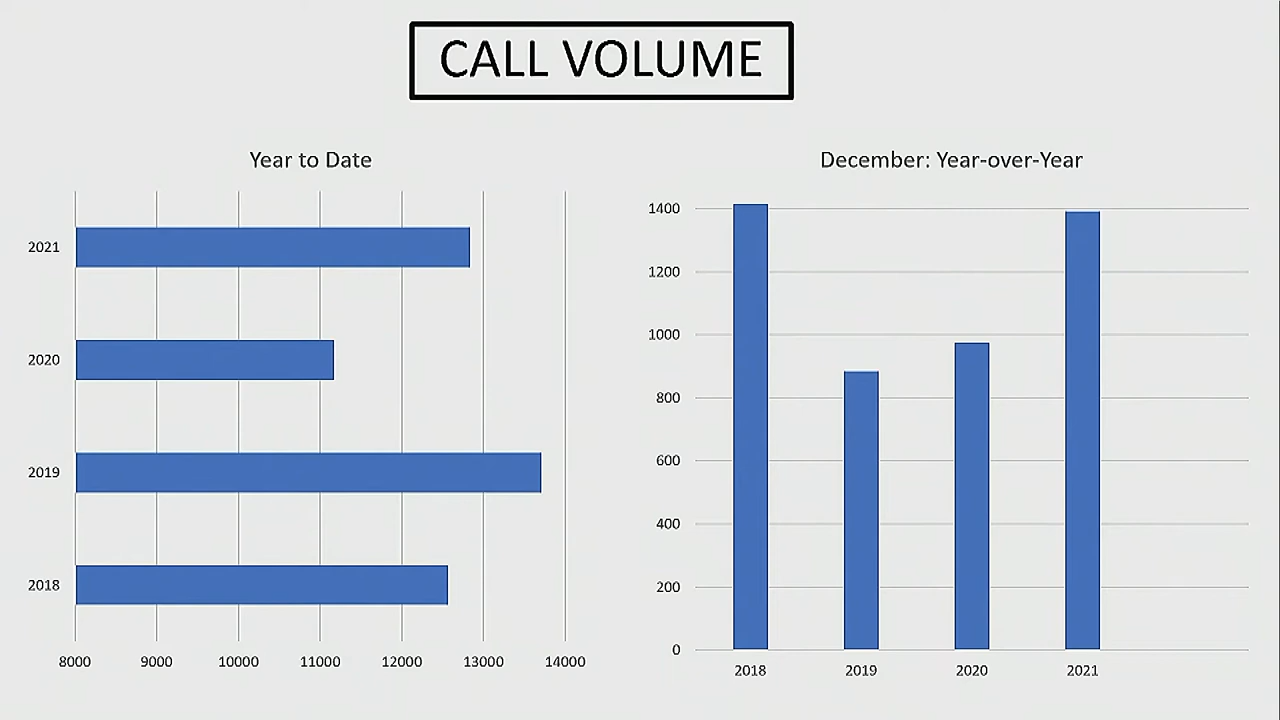 CALL VOLUME
Year to Date
2021
2020
2019
2018
8000 9000 10000 11000 12000 13000 14000
December: Year-over-Year
1400
1200
1000
800
600
400
200
0
2018 2019 2020 2021